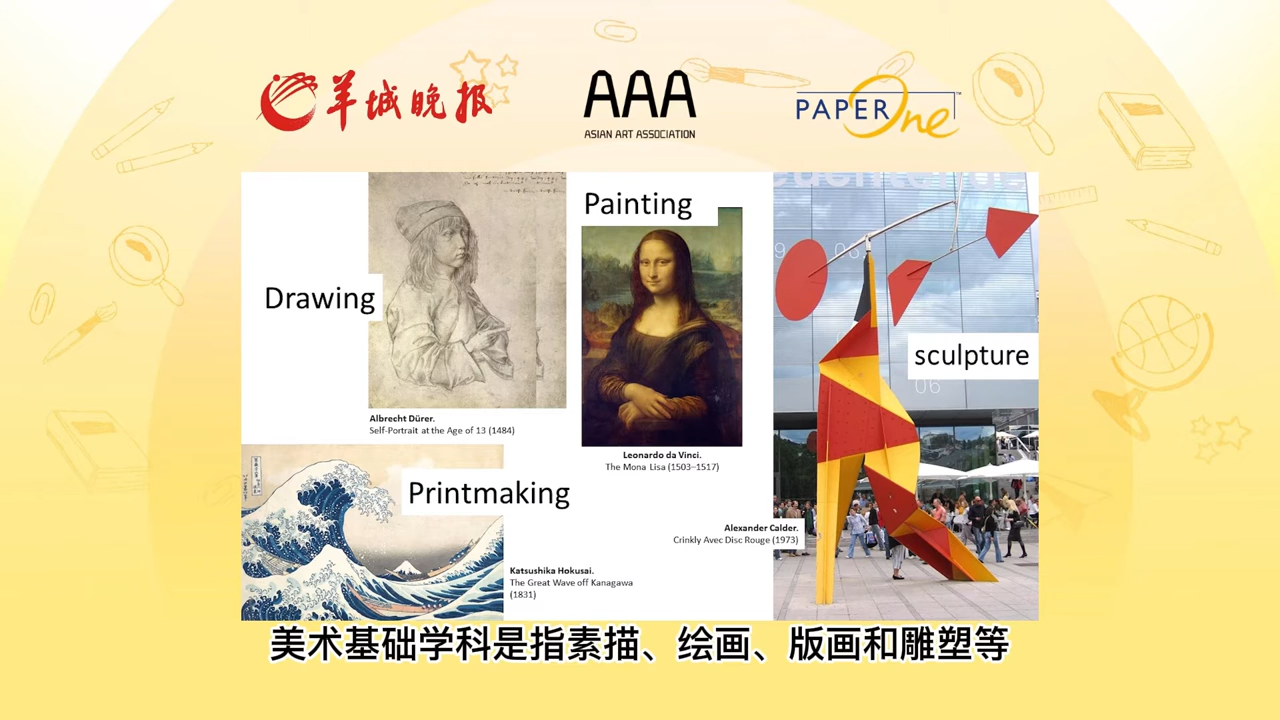 羊城晚报
AAA
ASIAN ART ASSOCIATION
PAPER One
Drawing
Albrecht Dürer.
Self-Portrait at the Age of 13 (1484)
Painting
Leonardo da Vinci.
The Mona Lisa (1503–1517)
sculpture
06
Alexander Calder.
Crinkly Avec Disc Rouge (1973)
Printmaking
Katsushika Hokusai.
The Great Wave off Kanagawa
(1831)
美术基础学科是指素描、绘画、版画和雕塑等